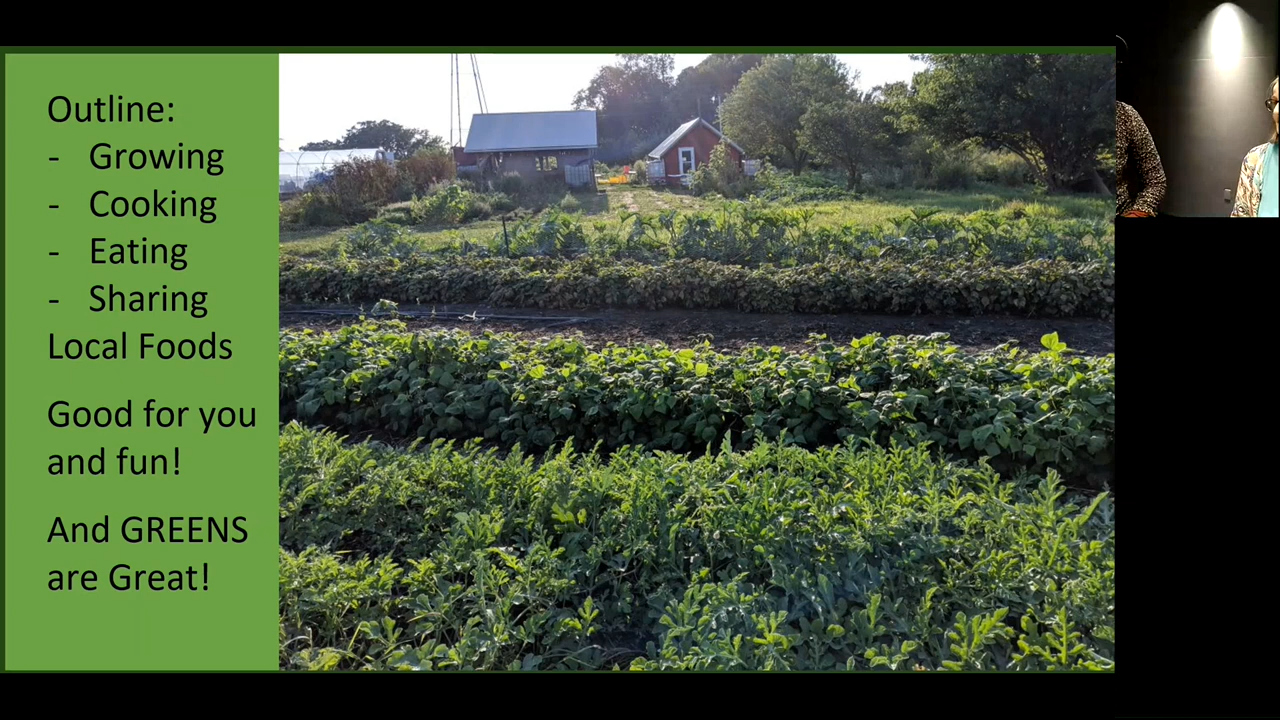 Outline:
- Growing
- Cooking
- Eating
- Sharing
Local Foods
Good for you
and fun!
And GREENS
are Great!